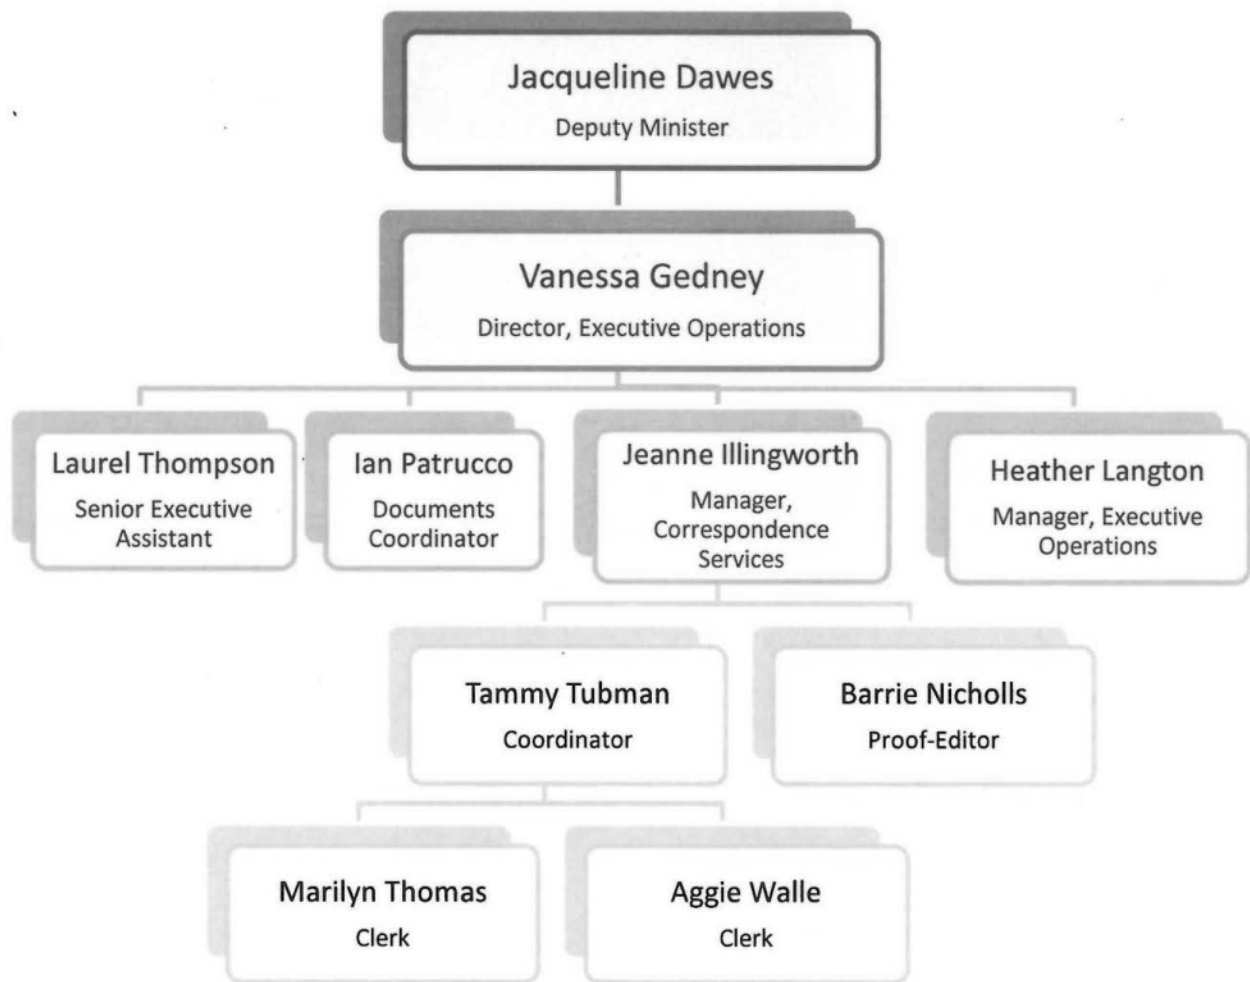 Jacqueline Dawes
Deputy Minister
Vanessa Gedney
Director, Executive Operations
Laurel Thompson
Senior Executive
Assistant
Ian Patrucco
Documents
Coordinator
Jeanne Illingworth
Manager,
Correspondence
Services
Heather Langton
Manager, Executive
Operations
Tammy Tubman
Coordinator
Barrie Nicholls
Proof-Editor
Marilyn Thomas
Clerk
Aggie Walle
Clerk